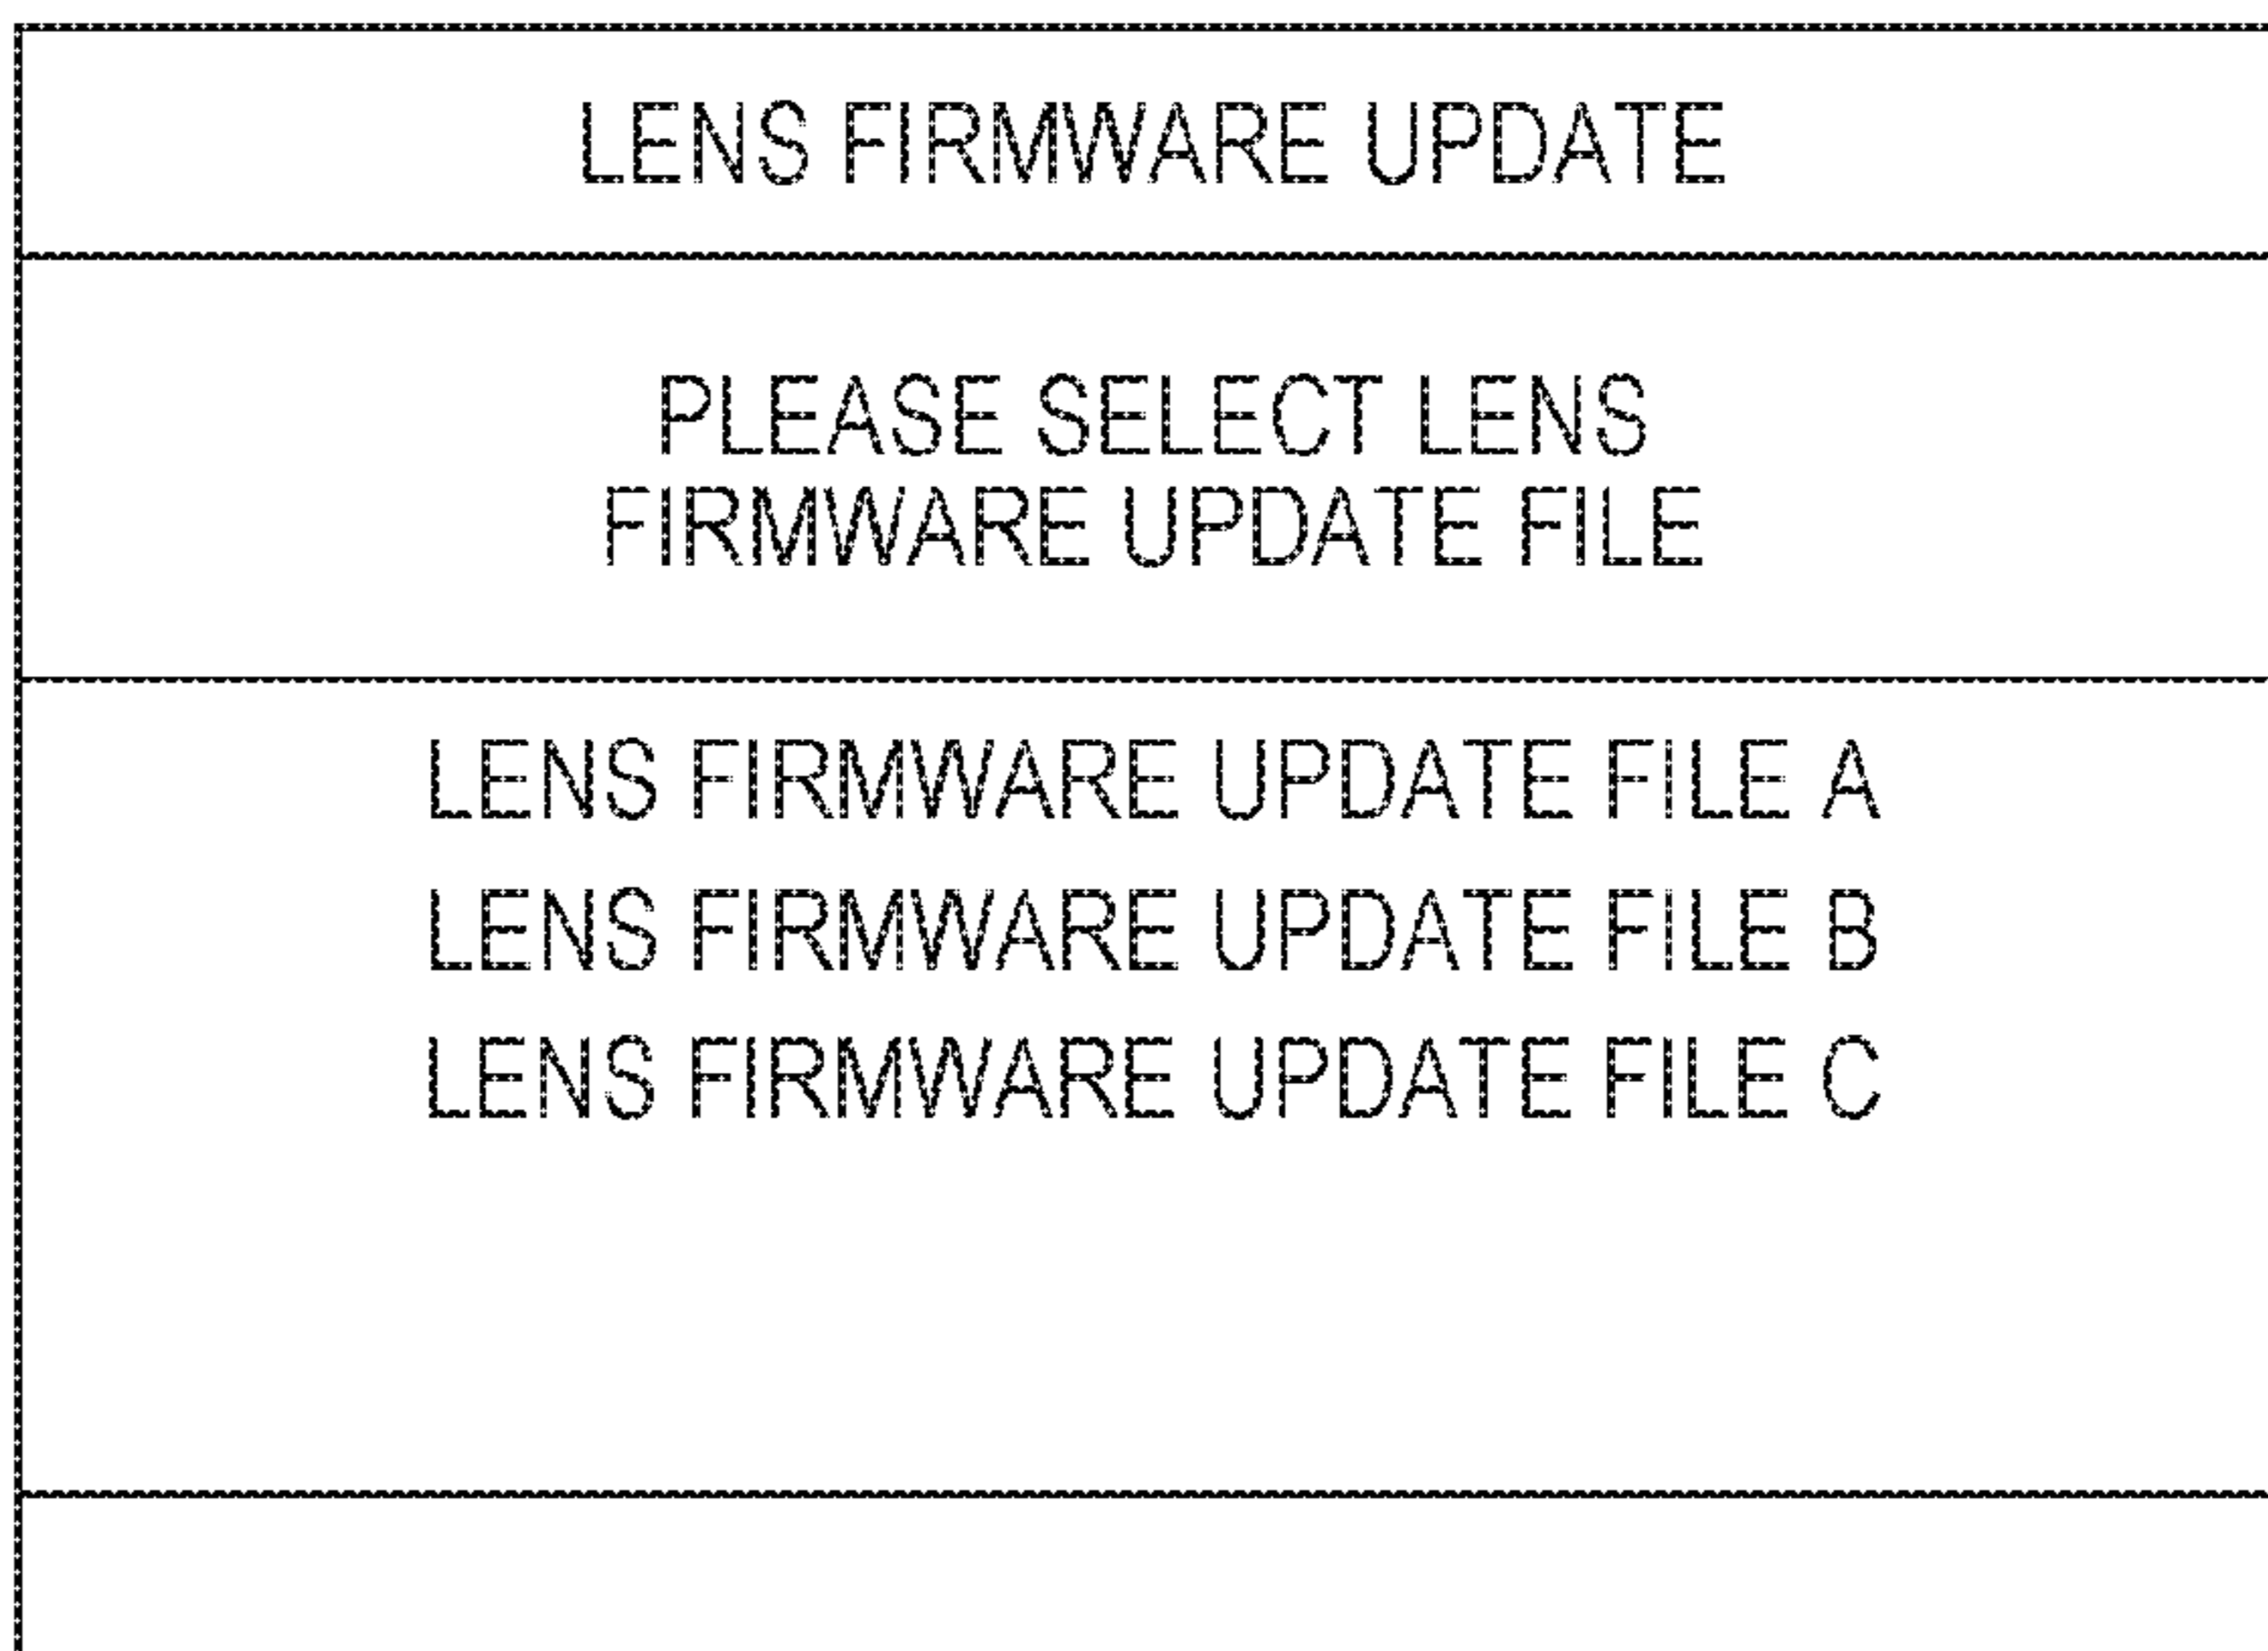 LENS FIRMWARE UPDATE
PLEASE SELECT LENS
FIRMWARE UPDATE FILE
LENS FIRMWARE UPDATE FILE A
LENS FIRMWARE UPDATE FILE B
LENS FIRMWARE UPDATE FILE C